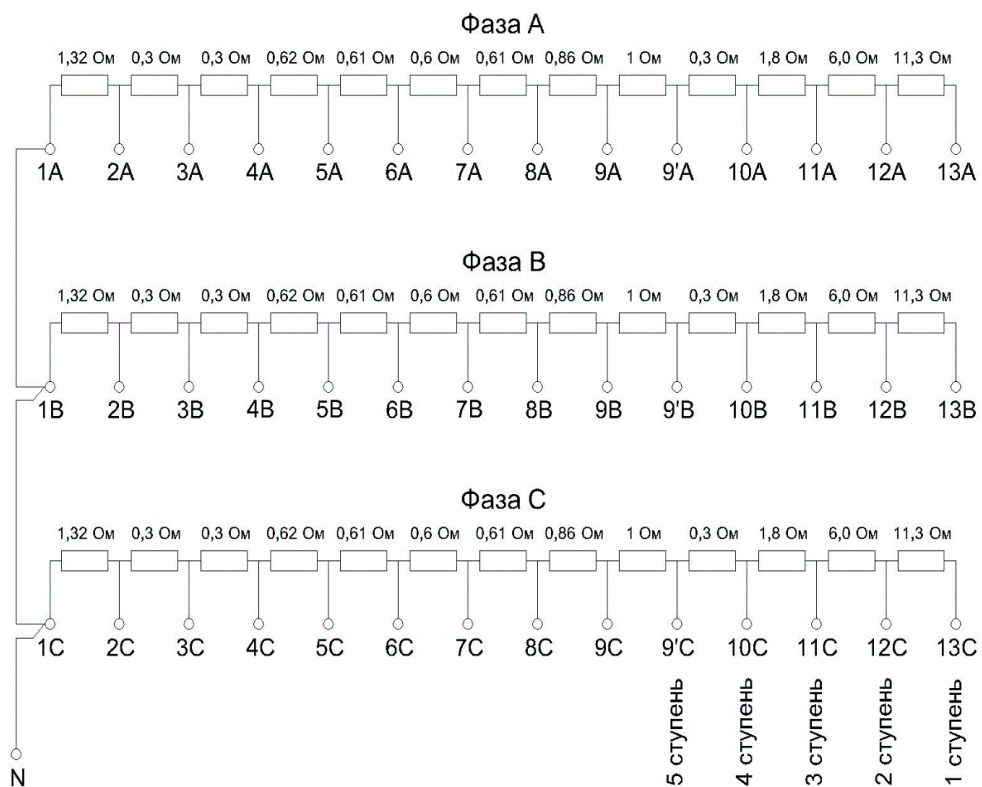 Фаза А
1,32 Ом 0,3 Ом 0,3 Ом 0,62 Ом 0,61 Ом 0,6 Ом 0,61 Ом 0,86 Ом 1 Ом 0,3 Ом 1,8 Ом 6,0 Ом 11,3 Ом
1А 2А 3А 4А 5А 6А 7А 8А 9А 9'А 10А 11А 12А 13А
Фаза В
1,32 Ом 0,3 Ом 0,3 Ом 0,62 Ом 0,61 Ом 0,6 Ом 0,61 Ом 0,86 Ом 1 Ом 0,3 Ом 1,8 Ом 6,0 Ом 11,3 Ом
1В 2В 3В 4В 5В 6В 7В 8В 9В 9'В 10В 11В 12В 13В
Фаза С
1,32 Ом 0,3 Ом 0,3 Ом 0,62 Ом 0,61 Ом 0,6 Ом 0,61 Ом 0,86 Ом 1 Ом 0,3 Ом 1,8 Ом 6,0 Ом 11,3 Ом
1С 2С 3С 4С 5С 6С 7С 8С 9С 9'С 10С 11С 12С 13С
5 ступень
4 ступень
3 ступень
2 ступень
1 ступень
N